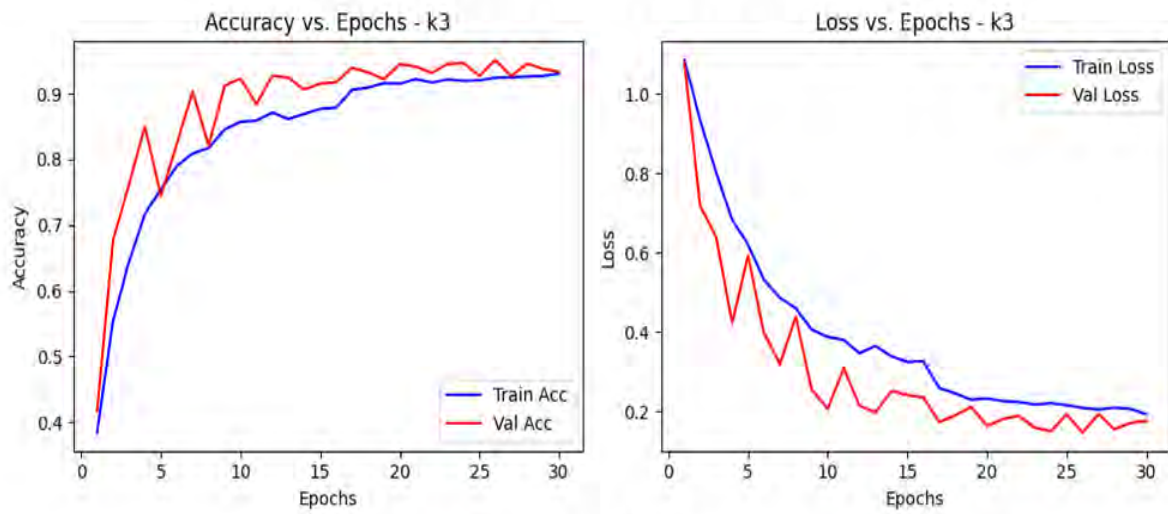 Accuracy vs. Epochs - k3
Accuracy
0.9
0.8
0.7
0.6
0.5
0.4
Train Acc
Val Acc
0 5 10 15 20 25 30
Epochs
Loss vs. Epochs - k3
Loss
1.0
0.8
0.6
0.4
0.2
Train Loss
Val Loss
0 5 10 15 20 25 30
Epochs